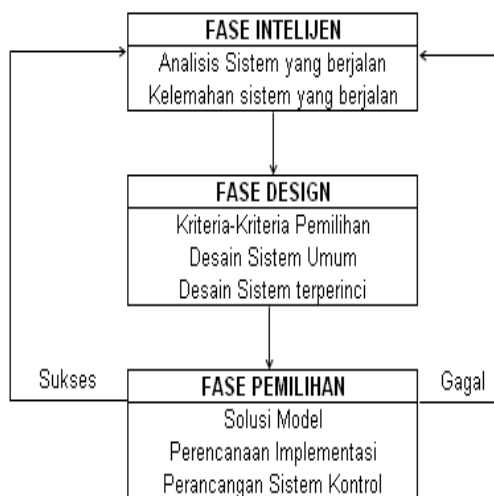 FASE INTELIJEN
Analisis Sistem yang berjalan
Kelemahan sistem yang berjalan
FASE DESIGN
Kriteria-Kriteria Pemilihan
Desain Sistem Umum
Desain Sistem terperinci
Sukses
Gagal
FASE PEMILIHAN
Solusi Model
Perencanaan Implementasi
Perancangan Sistem Kontrol